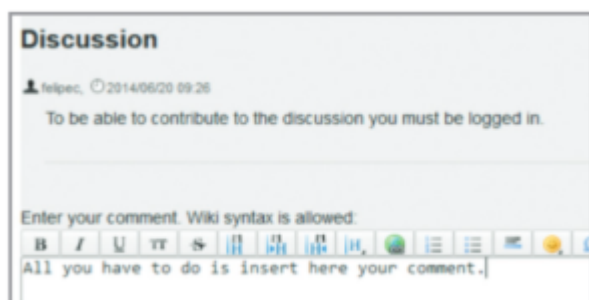 Discussion
felipec, 2014/06/20 09:26
To be able to contribute to the discussion you must be logged in.
Enter your comment. Wiki syntax is allowed:
B I U TT S
All you have to do is insert here your comment.